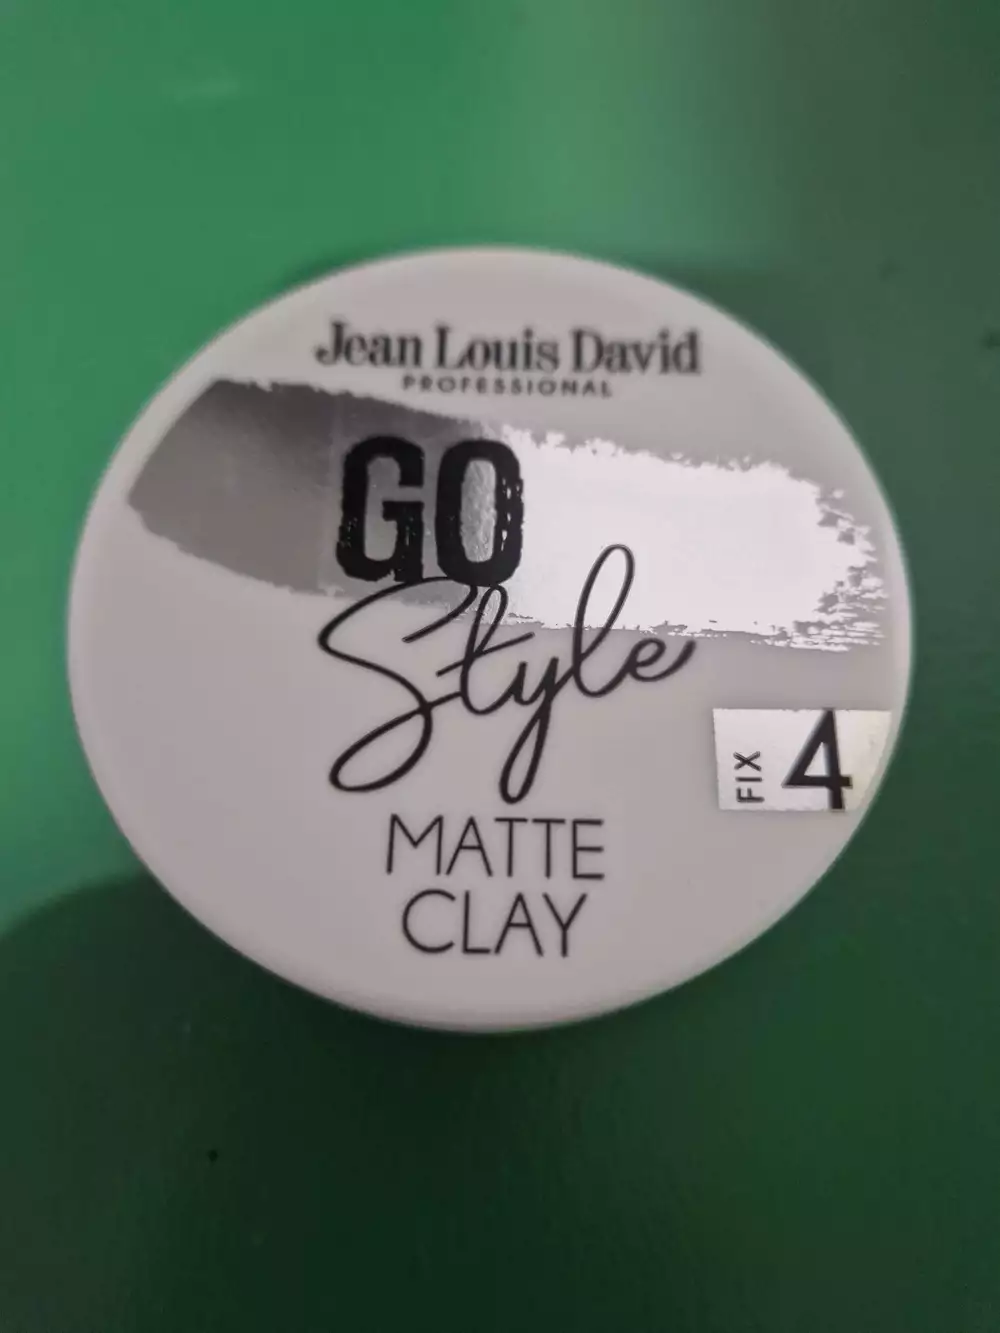 Jean Louis David
PROFESSIONAL
GO
Style
FIX 4
MATTE
CLAY